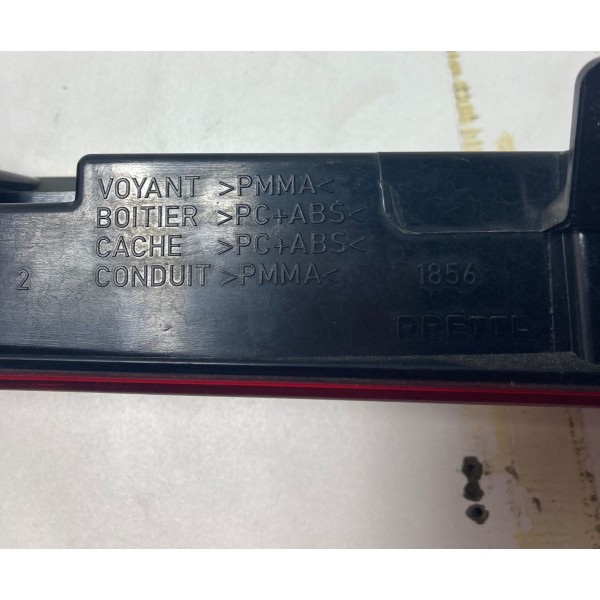 VOYANT >PMMA<
BOITIER >PC+ABS<
CACHE >PC+ABS<
CONDUIT >PMMA<
2
1856
PRETTL